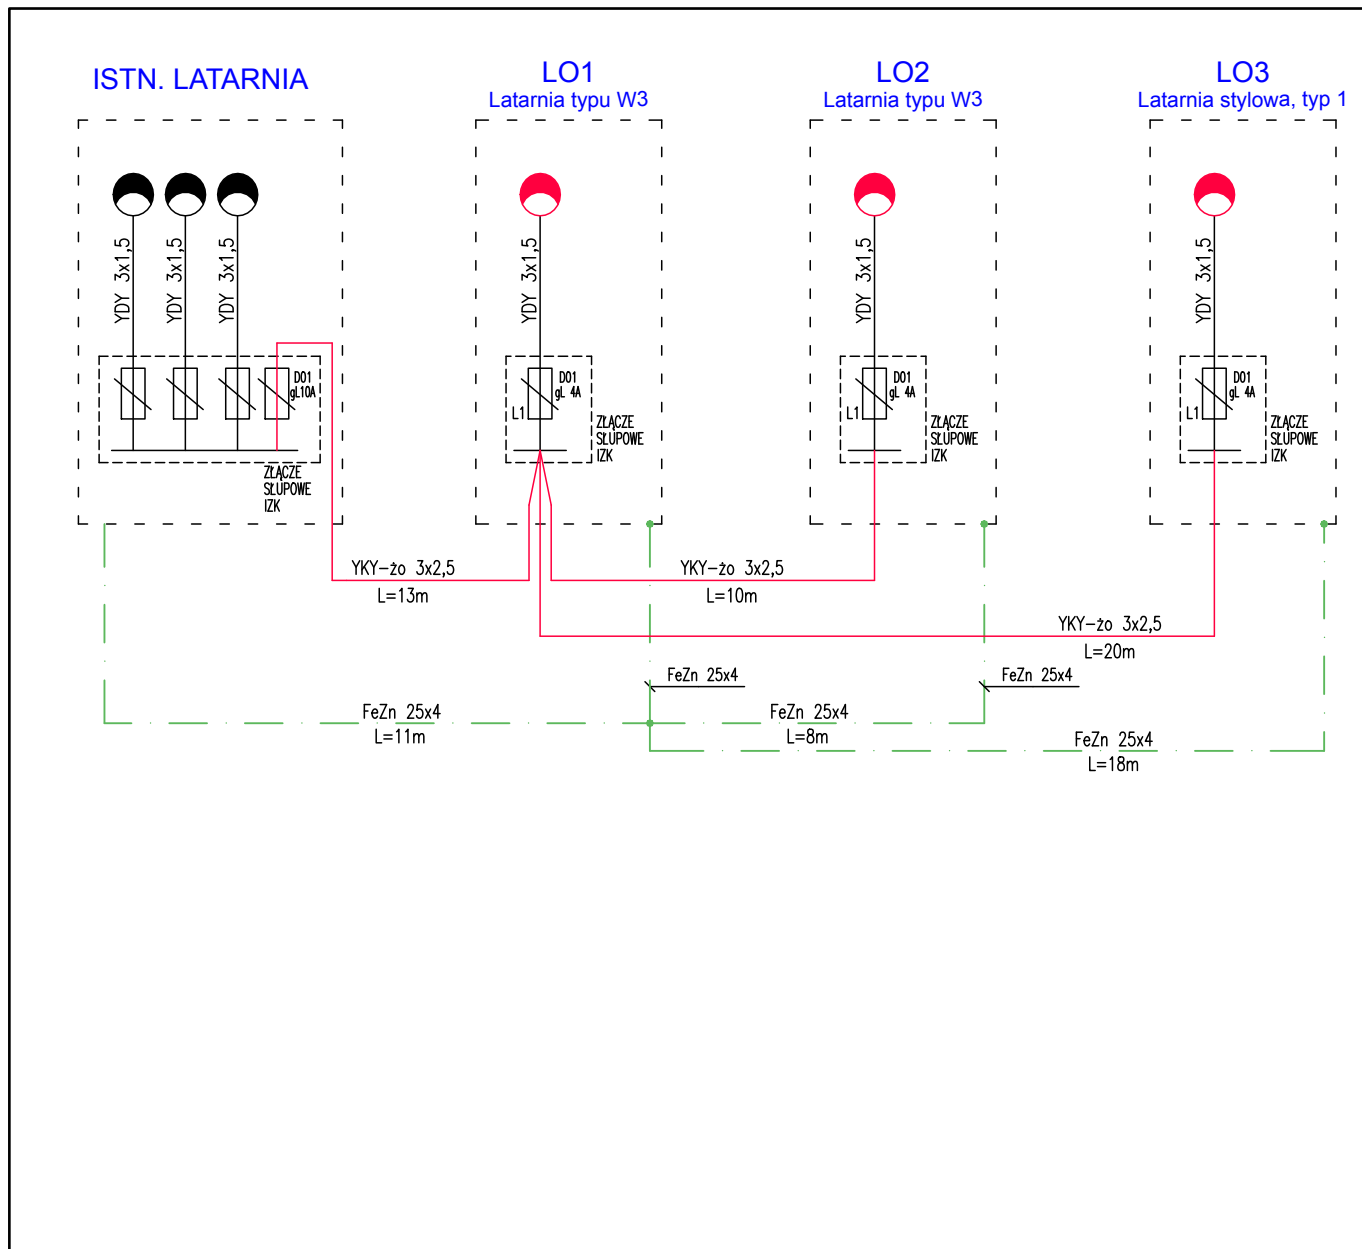 ISTN. LATARNIA
LO1
Latarnia typu W3
LO2
Latarnia typu W3
LO3
Latarnia stylowa, typ 1
YDY 3x1,5
YDY 3x1,5
YDY 3x1,5
YDY 3x1,5
YDY 3x1,5
YDY 3x1,5
D01
gL10A
D01
gL 4A
L1
D01
gL 4A
L1
D01
gL 4A
L1
ZŁĄCZE
SŁUPOWE
IZK
ZŁĄCZE
SŁUPOWE
IZK
ZŁĄCZE
SŁUPOWE
IZK
ZŁĄCZE
SŁUPOWE
IZK
YKY-żo 3x2,5
L=13m
YKY-żo 3x2,5
L=10m
YKY-żo 3x2,5
L=20m
FeZn 25x4
FeZn 25x4
FeZn 25x4
L=11m
FeZn 25x4
L=8m
FeZn 25x4
L=18m